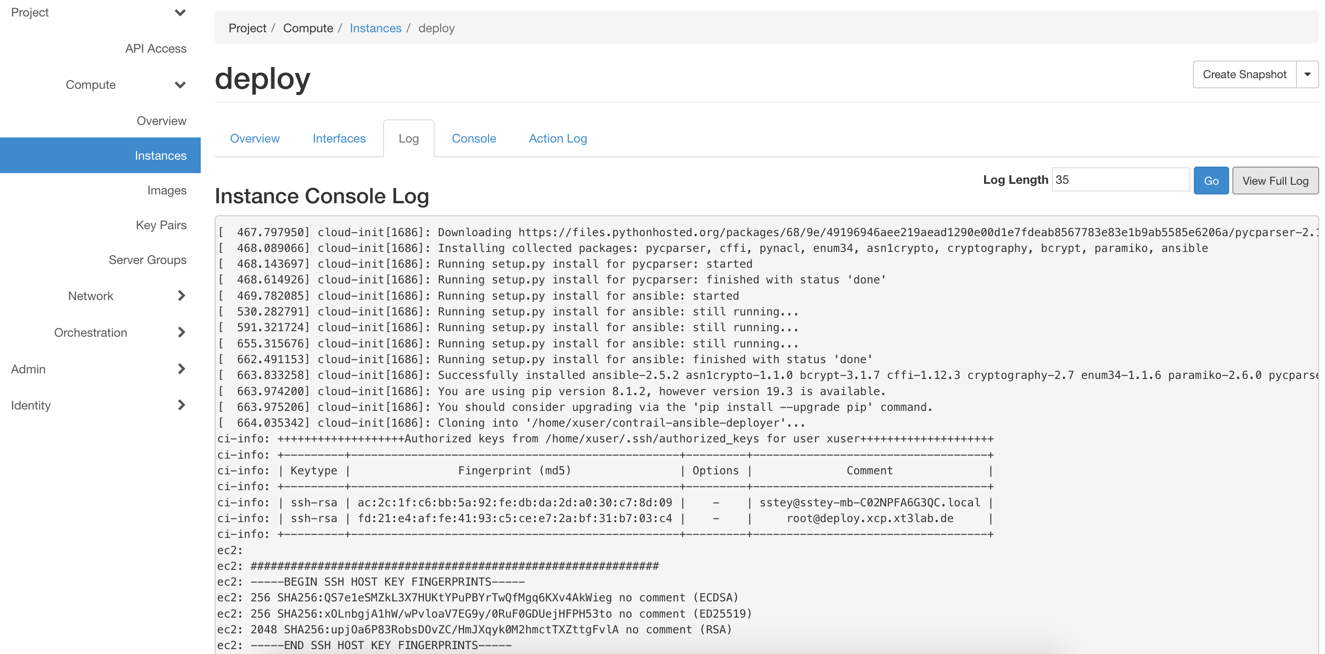 Project
API Access
Compute
Overview
Instances
Images
Key Pairs
Server Groups
Network
Orchestration
Admin
Identity
Project / Compute / Instances / deploy
deploy
Create Snapshot
Overview Interfaces Log Console Action Log
Log Length 35 Go View Full Log
Instance Console Log
[  467.797950] cloud-init[1686]: Downloading https://files.pythonhosted.org/packages/68/9e/49196946aee219aead1290e00d1e7fdeab8567783e83e1b9ab5585e6206a/pycparser-2.1
[  468.089066] cloud-init[1686]: Installing collected packages: pycparser, cffi, pynacl, enum34, asn1crypto, cryptography, bcrypt, paramiko, ansible
[  468.143697] cloud-init[1686]: Running setup.py install for pycparser: started
[  468.614926] cloud-init[1686]: Running setup.py install for pycparser: finished with status 'done'
[  469.782085] cloud-init[1686]: Running setup.py install for ansible: started
[  530.282791] cloud-init[1686]: Running setup.py install for ansible: still running...
[  591.321724] cloud-init[1686]: Running setup.py install for ansible: still running...
[  655.315676] cloud-init[1686]: Running setup.py install for ansible: still running...
[  662.491153] cloud-init[1686]: Running setup.py install for ansible: finished with status 'done'
[  663.833258] cloud-init[1686]: Successfully installed ansible-2.5.2 asn1crypto-1.1.0 bcrypt-3.1.7 cffi-1.12.3 cryptography-2.7 enum34-1.1.6 paramiko-2.6.0 pycparse
[  663.974200] cloud-init[1686]: You are using pip version 8.1.2, however version 19.3 is available.
[  663.975206] cloud-init[1686]: You should consider upgrading via the 'pip install --upgrade pip' command.
[  664.035342] cloud-init[1686]: Cloning into '/home/xuser/contrail-ansible-deployer'...
ci-info: +++++++++++++++++++Authorized keys from /home/xuser/.ssh/authorized_keys for user xuser++++++++++++++++++++
ci-info: +---------+-------------------------------------------------+---------+-----------------------------------+
ci-info: | Keytype |                Fingerprint (md5)                | Options |              Comment              |
ci-info: +---------+-------------------------------------------------+---------+-----------------------------------+
ci-info: | ssh-rsa | ac:2c:1f:c6:bb:5a:92:fe:db:da:2d:a0:30:c7:8d:09 |    -    | sstey@sstey-mb-C02NPFA6G3QC.local |
ci-info: | ssh-rsa | fd:21:e4:af:fe:41:93:c5:ce:e7:2a:bf:31:b7:03:c4 |    -    |     root@deploy.xcp.xt3lab.de     |
ci-info: +---------+-------------------------------------------------+---------+-----------------------------------+
ec2:
ec2: #############################################################
ec2: -----BEGIN SSH HOST KEY FINGERPRINTS-----
ec2: 256 SHA256:QS7e1eSMZkL3X7HUKtYPuPBYrTwQfMgq6KXv4AkWieg no comment (ECDSA)
ec2: 256 SHA256:xOLnbgjA1hW/wPvloaV7EG9y/0RuF0GDUejHFPH53to no comment (ED25519)
ec2: 2048 SHA256:upjOa6P83RobsDOvZC/HmJXqyk0M2hmctTXZttgFvlA no comment (RSA)
ec2: -----END SSH HOST KEY FINGERPRINTS-----